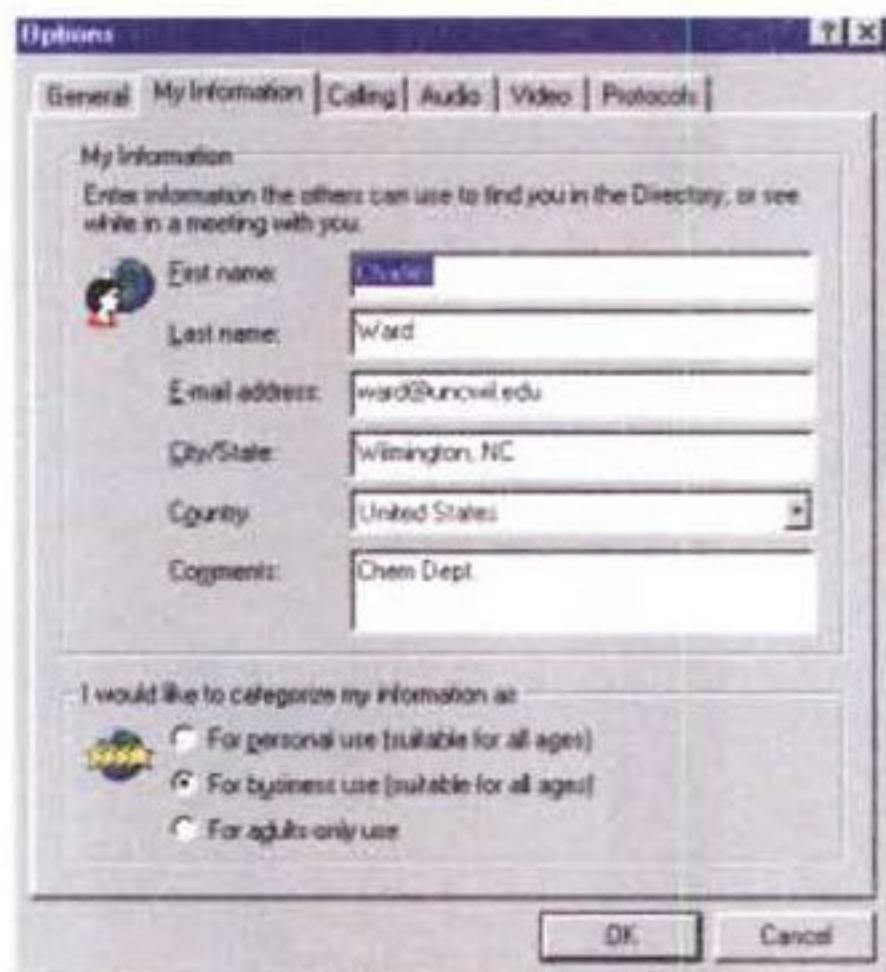 Options
General My Information Calling Audio Video Protocols
My Information
Enter information the others can use to find you in the Directory, or see
while in a meeting with you.
First name:
Last name: Ward
E-mail address: ward@uncwil.edu
City/State: Wilmington, NC
Country: United States
Comments: Chem Dept.
I would like to categorize my information as
For personal use (suitable for all ages)
For business use (suitable for all ages)
For adults-only use
OK Cancel